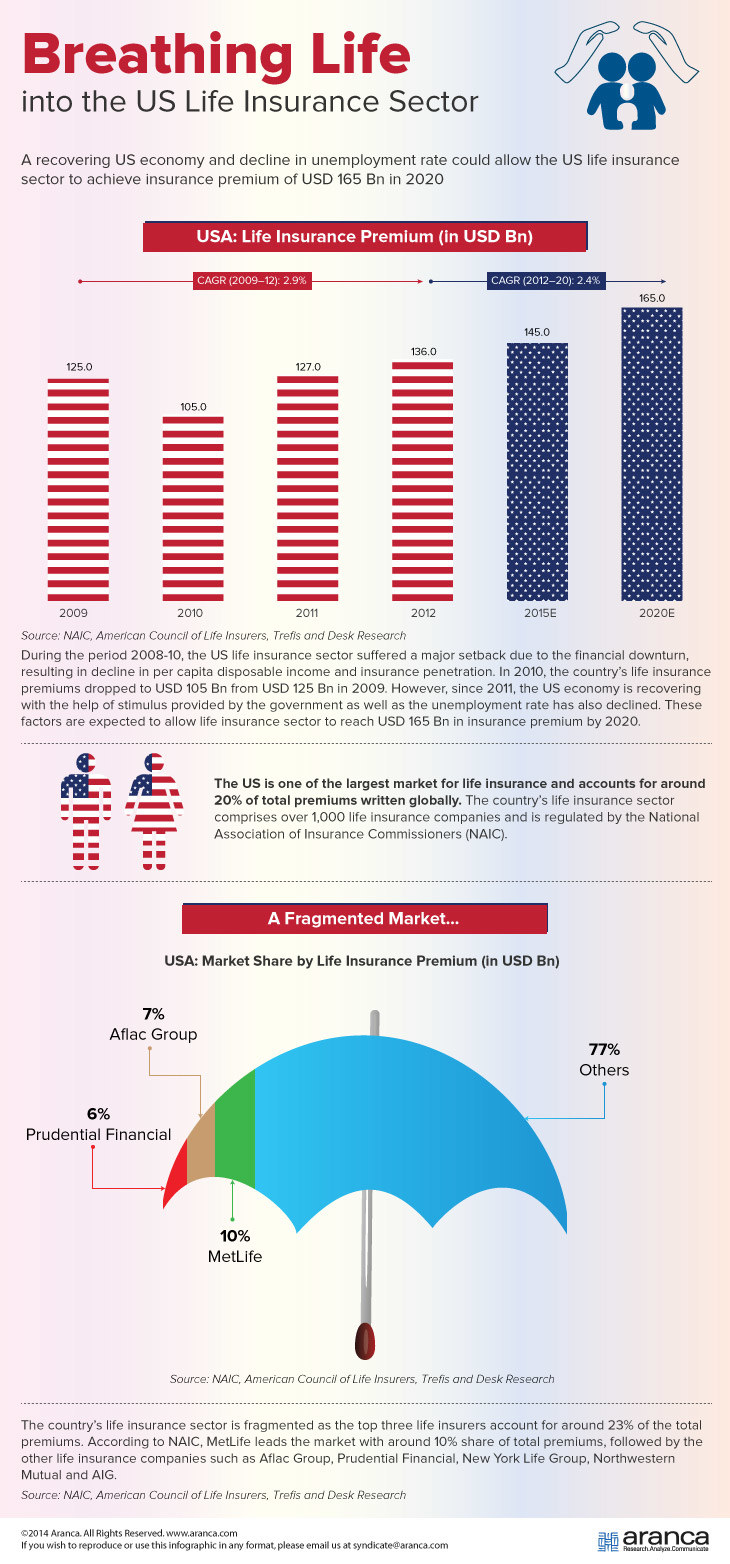 Breathing Life
into the US Life Insurance Sector
A recovering US economy and decline in unemployment rate could allow the US life insurance
sector to achieve insurance premium of USD 165 Bn in 2020
USA: Life Insurance Premium (in USD Bn)
CAGR (2009–12): 2.9%
CAGR (2012–20): 2.4%
125.0
105.0
127.0
136.0
145.0
165.0
2009
2010
2011
2012
2015E
2020E
Source: NAIC, American Council of Life Insurers, Trefis and Desk Research
During the period 2008-10, the US life insurance sector suffered a major setback due to the financial downturn,
resulting in decline in per capita disposable income and insurance penetration. In 2010, the country's life insurance
premiums dropped to USD 105 Bn from USD 125 Bn in 2009. However, since 2011, the US economy is recovering
with the help of stimulus provided by the government as well as the unemployment rate has also declined. These
factors are expected to allow life insurance sector to reach USD 165 Bn in insurance premium by 2020.
The US is one of the largest market for life insurance and accounts for around
20% of total premiums written globally. The country's life insurance sector
comprises over 1,000 life insurance companies and is regulated by the National
Association of Insurance Commissioners (NAIC).
A Fragmented Market...
USA: Market Share by Life Insurance Premium (in USD Bn)
7%
Aflac Group
77%
Others
6%
Prudential Financial
10%
MetLife
Source: NAIC, American Council of Life Insurers, Trefis and Desk Research
The country's life insurance sector is fragmented as the top three life insurers account for around 23% of the total
premiums. According to NAIC, MetLife leads the market with around 10% share of total premiums, followed by the
other life insurance companies such as Aflac Group, Prudential Financial, New York Life Group, Northwestern
Mutual and AIG.
Source: NAIC, American Council of Life Insurers, Trefis and Desk Research
©2014 Aranca. All Rights Reserved. www.aranca.com
If you wish to reproduce or use this infographic in any format, please email us at syndicate@aranca.com
aranca
Research.Analyze.Communicate